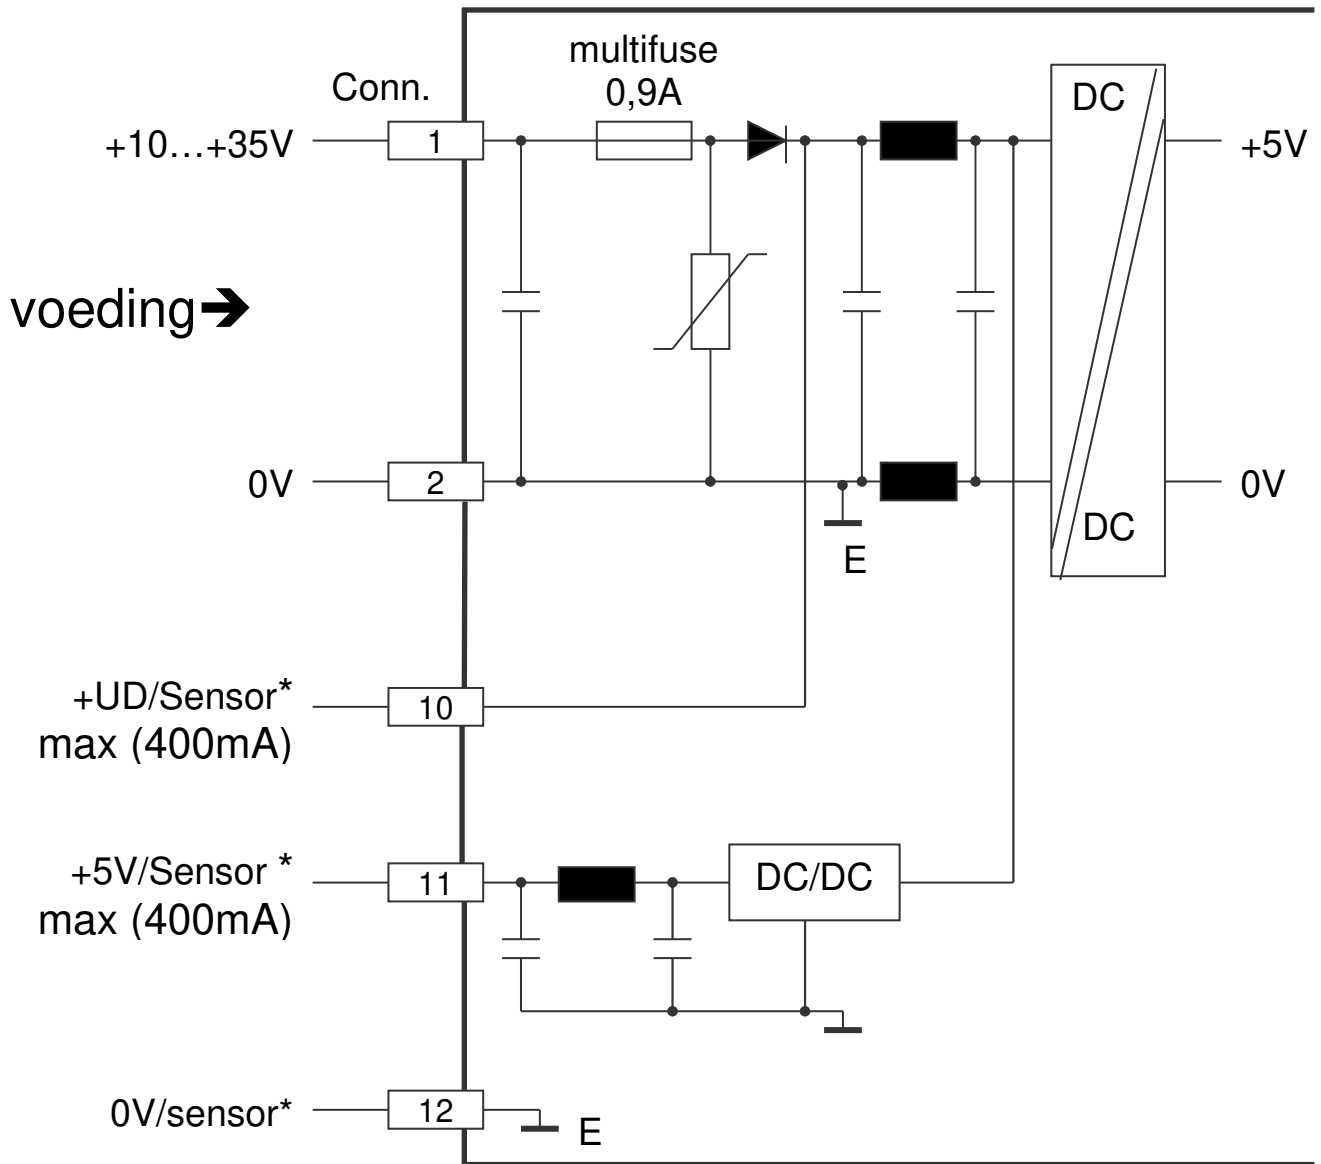 multifuse
0,9A
Conn.
DC
+10...+35V
1
+5V
voeding➔
0V
2
0V
DC
E
+UD/Sensor*
10
max (400mA)
+5V/Sensor *
11
DC/DC
max (400mA)
0V/sensor*
12
E